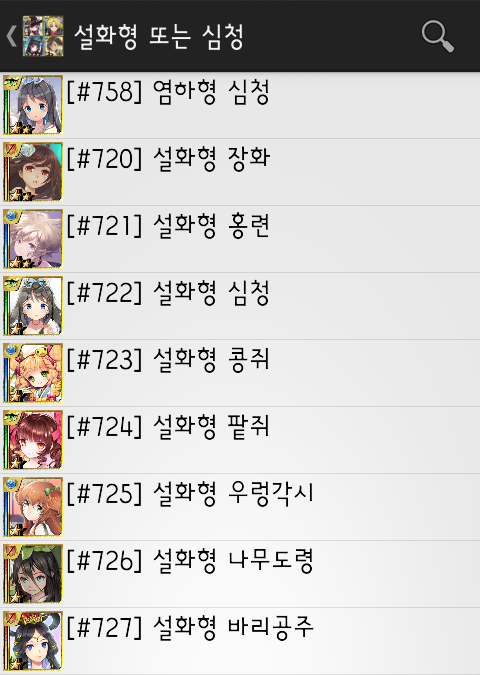 설화형 또는 심청
[#758] 염하형 심청
[#720] 설화형 장화
[#721] 설화형 홍련
[#722] 설화형 심청
[#723] 설화형 콩쥐
[#724] 설화형 팥쥐
[#725] 설화형 우렁각시
[#726] 설화형 나무도령
[#727] 설화형 바리공주